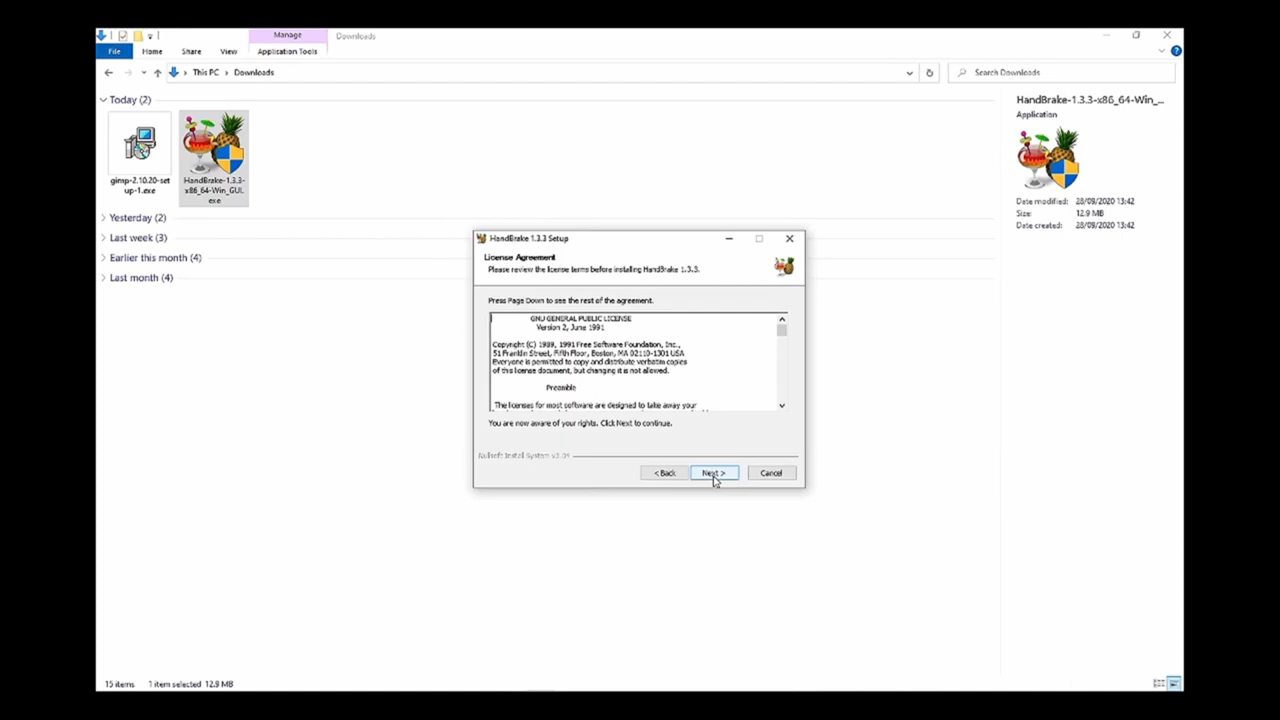 Manage
Downloads
File
Home
Share
View
Application Tools
This PC
Downloads
Search Downloads
Today (2)
gimp-2.10.20-set
up-1.exe
HandBrake-1.3.3-
x86_64-Win_GUI.
exe
Yesterday (2)
Last week (3)
Earlier this month (4)
Last month (4)
HandBrake-1.3.3-x86_64-Win_...
Application
Date modified: 28/09/2020 13:42
Size: 12.9 MB
Date created: 28/09/2020 13:42
HandBrake 1.3.3 Setup
License Agreement
Please review the license terms before installing HandBrake 1.3.3.
Press Page Down to see the rest of the agreement.
GNU GENERAL PUBLIC LICENSE
Version 2, June 1991
Copyright (C) 1989, 1991 Free Software Foundation, Inc.,
51 Franklin Street, Fifth Floor, Boston, MA 02110-1301 USA
Everyone is permitted to copy and distribute verbatim copies
of this license document, but changing it is not allowed.
Preamble
The licenses for most software are designed to take away your
You are now aware of your rights. Click Next to continue.
Nullsoft Install System
< Back
Next >
Cancel
15 items
1 item selected 12.9 MB